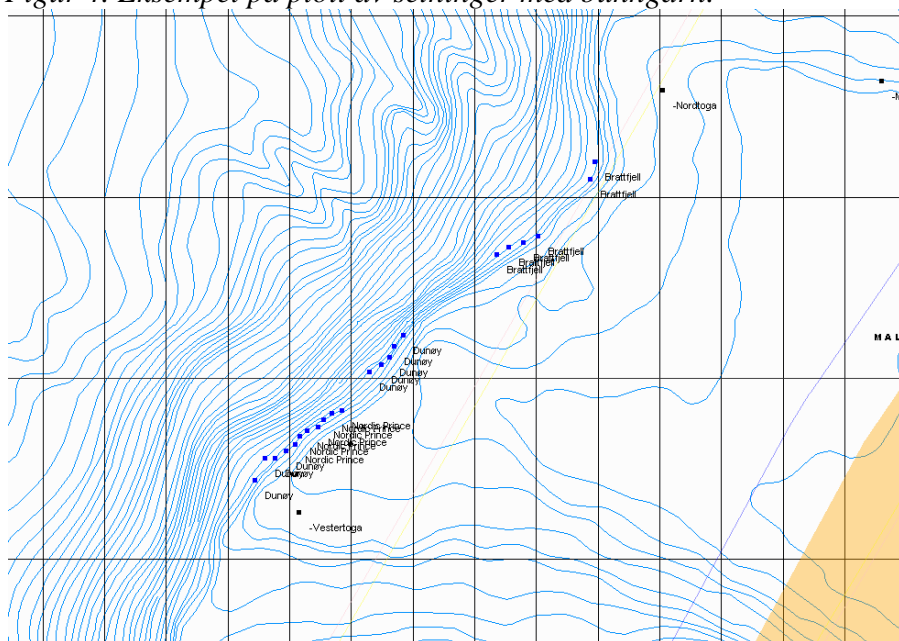 Figur 4. Eksempel på plott av setninger med bunngarn.
-Nordtoga
-M
Brattfjell
Brattfjell
Brattfjell
Brattfjell
Brattfjell
Brattfjell
MAL
Dunøy
Dunøy
Dunøy
Dunøy
Dunøy
Nordic Prince
Nordic Prince
Nordic Prince
Nordic Prince
Nordic Prince
Nordic Prince
Nordic Prince
Dunøy
Dunøy
Dunøy
Dunøy
-Vestertoga